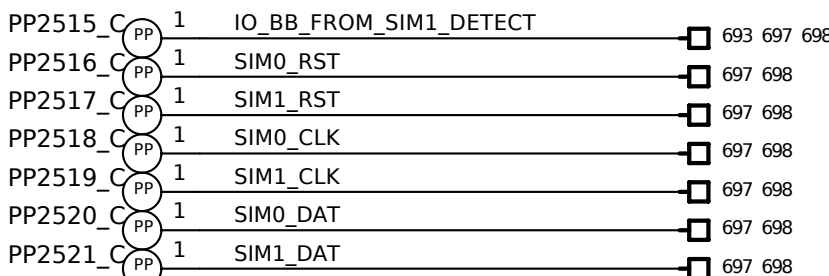 PP2515_C PP 1 IO_BB_FROM_SIM1_DETECT 693 697 698
PP2516_C PP 1 SIM0_RST 697 698
PP2517_C PP 1 SIM1_RST 697 698
PP2518_C PP 1 SIM0_CLK 697 698
PP2519_C PP 1 SIM1_CLK 697 698
PP2520_C PP 1 SIM0_DAT 697 698
PP2521_C PP 1 SIM1_DAT 697 698